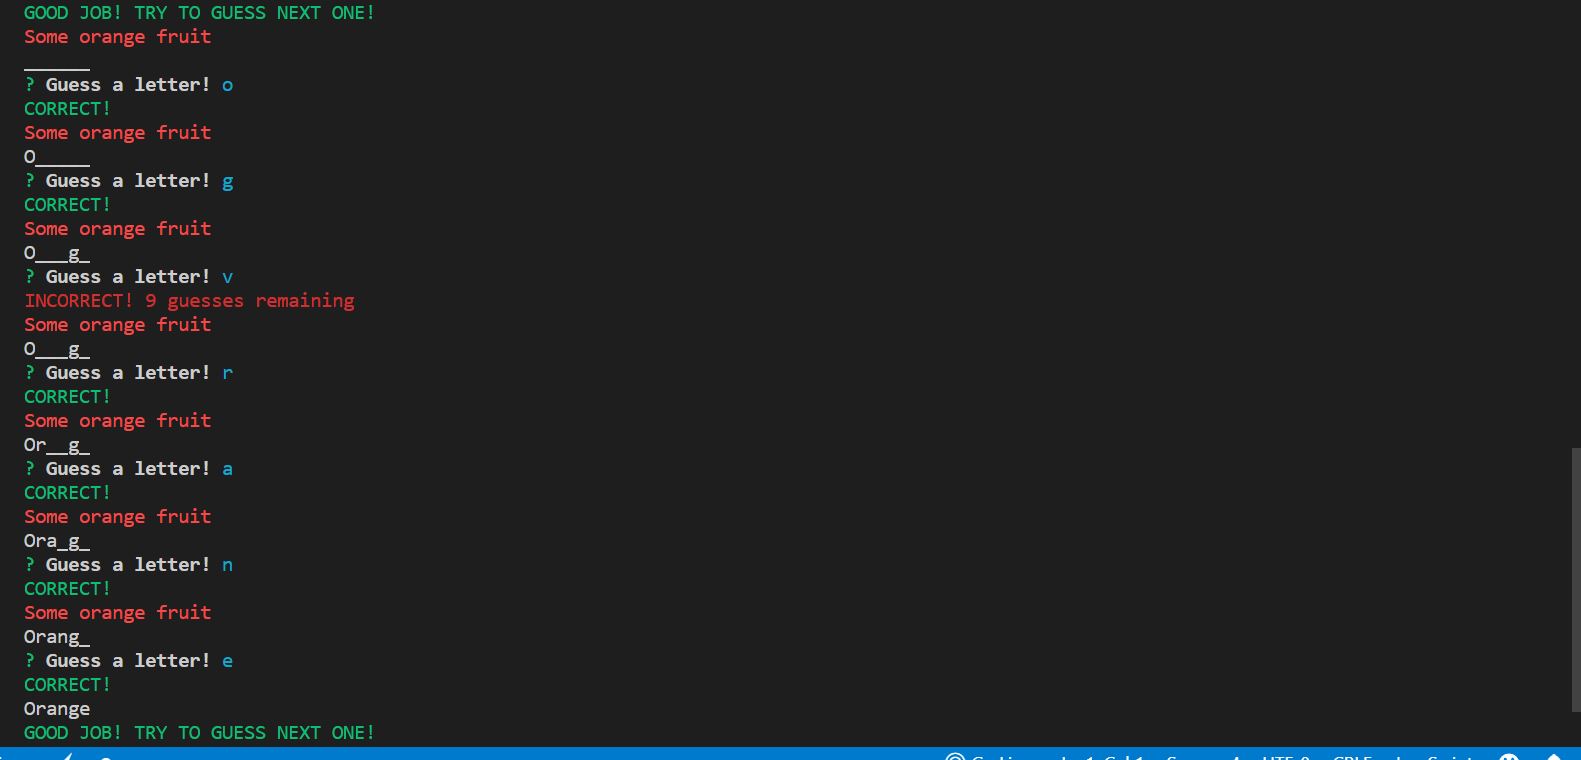 GOOD JOB! TRY TO GUESS NEXT ONE!
Some orange fruit
______
? Guess a letter! o
CORRECT!
Some orange fruit
O_____
? Guess a letter! g
CORRECT!
Some orange fruit
O___g_
? Guess a letter! v
INCORRECT! 9 guesses remaining
Some orange fruit
O___g_
? Guess a letter! r
CORRECT!
Some orange fruit
Or__g_
? Guess a letter! a
CORRECT!
Some orange fruit
Ora_g_
? Guess a letter! n
CORRECT!
Some orange fruit
Orang_
? Guess a letter! e
CORRECT!
Orange
GOOD JOB! TRY TO GUESS NEXT ONE!